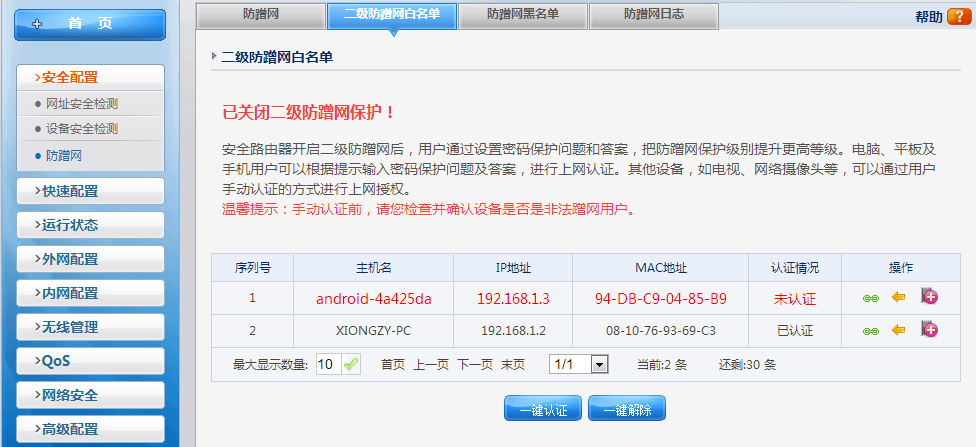 首 页
防蹭网
二级防蹭网白名单
防蹭网黑名单
防蹭网日志
帮助 ?
>安全配置
网址安全检测
设备安全检测
防蹭网
>快速配置
>运行状态
>外网配置
>内网配置
>无线管理
>QoS
>网络安全
>高级配置
二级防蹭网白名单
已关闭二级防蹭网保护！
安全路由器开启二级防蹭网后，用户通过设置密码保护问题和答案，把防蹭网保护级别提升更高等级。电脑、平板及
手机用户可以根据提示输入密码保护问题及答案，进行上网认证。其他设备，如电视、网络摄像头等，可以通过用户
手动认证的方式进行上网授权。
温馨提示：手动认证前，请您检查并确认设备是否是非法蹭网用户。
序列号 主机名 IP地址 MAC地址 认证情况 操作
1 android-4a425da 192.168.1.3 94-DB-C9-04-85-B9 未认证
2 XIONGZY-PC 192.168.1.2 08-10-76-93-69-C3 已认证
最大显示数量: 10 首页 上一页 下一页 末页 1/1 当前:2 条 还剩:30 条
一键认证 一键解除